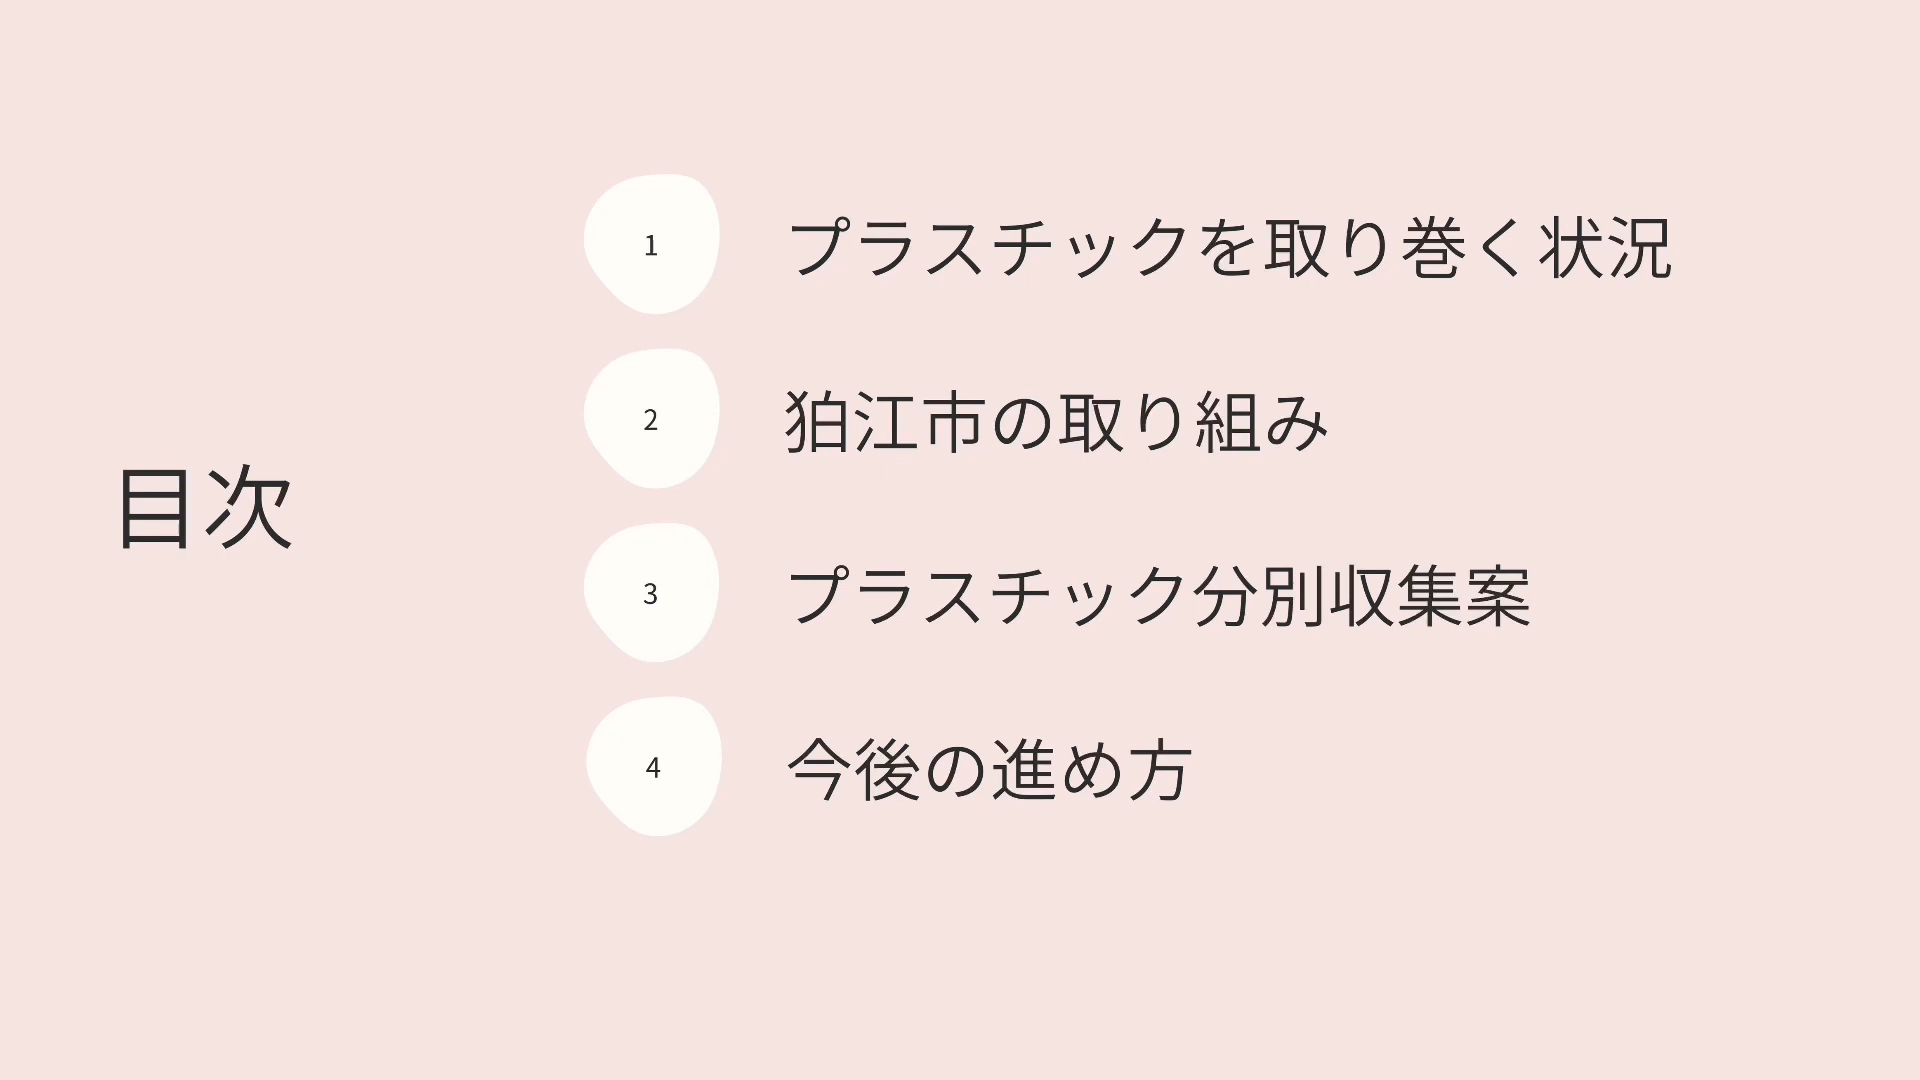 目次
1 プラスチックを取り巻く状況
2 狛江市の取り組み
3 プラスチック分別収集案
4 今後の進め方